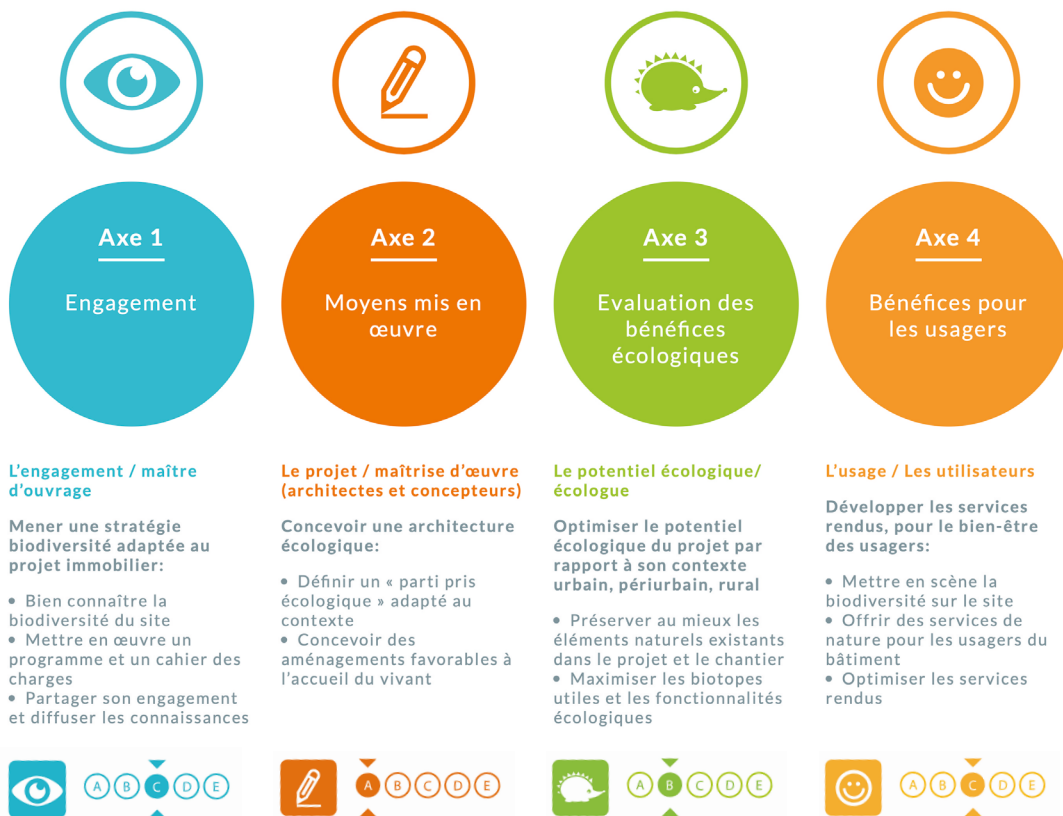 Axe 1
Engagement
Axe 2
Moyens mis en
œuvre
Axe 3
Evaluation des
bénéfices
écologiques
Axe 4
Bénéfices pour
les usagers
L'engagement / maître
d'ouvrage
Mener une stratégie
biodiversité adaptée au
projet immobilier:
• Bien connaître la
biodiversité du site
• Mettre en œuvre un
programme et un cahier des
charges
• Partager son engagement
et diffuser les connaissances
A B C D E
Le projet / maîtrise d'œuvre
(architectes et concepteurs)
Concevoir une architecture
écologique:
• Définir un « parti pris
écologique » adapté au
contexte
• Concevoir des
aménagements favorables à
l'accueil du vivant
A B C D E
Le potentiel écologique/
écologue
Optimiser le potentiel
écologique du projet par
rapport à son contexte
urbain, périurbain, rural
• Préserver au mieux les
éléments naturels existants
dans le projet et le chantier
• Maximiser les biotopes
utiles et les fonctionnalités
écologiques
A B C D E
L'usage / Les utilisateurs
Développer les services
rendus, pour le bien-être
des usagers:
• Mettre en scène la
biodiversité sur le site
• Offrir des services de
nature pour les usagers du
bâtiment
• Optimiser les services
rendus
A B C D E